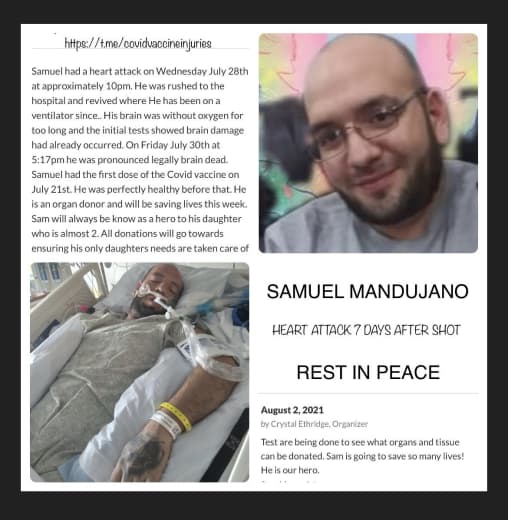 https://t.me/covidvaccineinjuries
Samuel had a heart attack on Wednesday July 28th
at approximately 10pm. He was rushed to the
hospital and revived where He has been on a
ventilator since.. His brain was without oxygen for
too long and the initial tests showed brain damage
had already occurred. On Friday July 30th at
5:17pm he was pronounced legally brain dead.
Samuel had the first dose of the Covid vaccine on
July 21st. He was perfectly healthy before that. He
is an organ donor and will be saving lives this week.
Sam will always be know as a hero to his daughter
who is almost 2. All donations will go towards
ensuring his only daughters needs are taken care of
SAMUEL MANDUJANO
HEART ATTACK 7 DAYS AFTER SHOT
REST IN PEACE
August 2, 2021
by Crystal Ethridge, Organizer
Test are being done to see what organs and tissue
can be donated. Sam is going to save so many lives!
He is our hero.